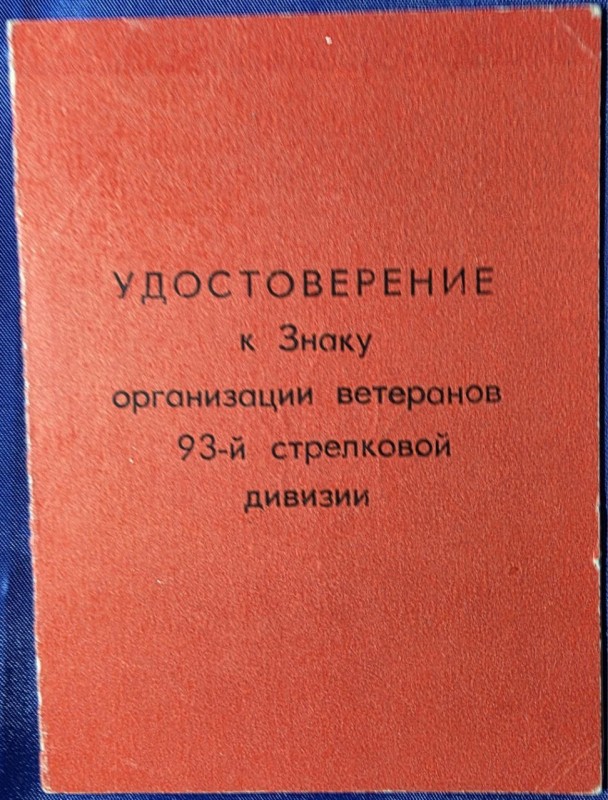 УДОСТОВЕРЕНИЕ
к Знаку
организации ветеранов
93-й стрелковой
дивизии